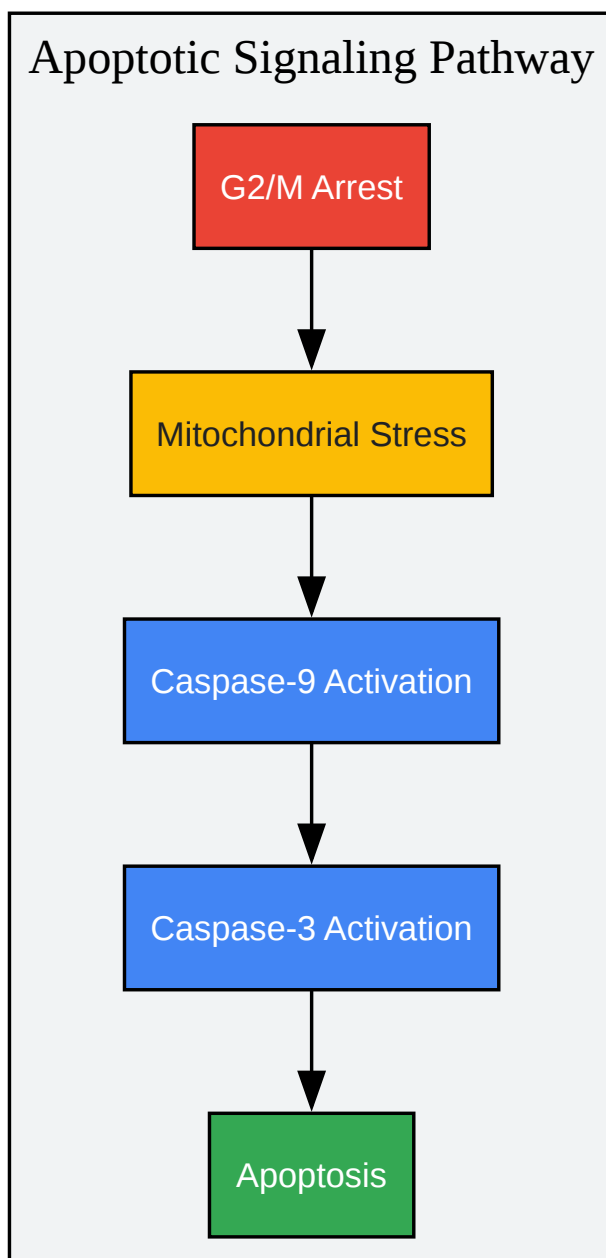 Apoptotic Signaling Pathway
G2/M Arrest
Mitochondrial Stress
Caspase-9 Activation
Caspase-3 Activation
Apoptosis